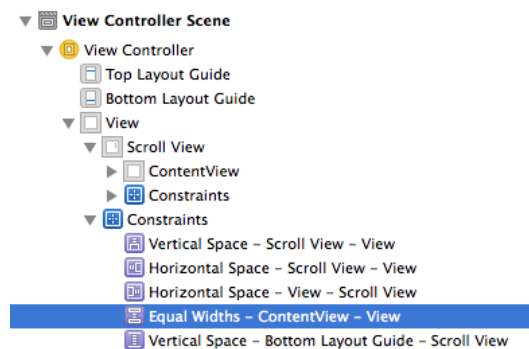 View Controller Scene
View Controller
Top Layout Guide
Bottom Layout Guide
View
Scroll View
ContentView
Constraints
Constraints
Vertical Space – Scroll View – View
Horizontal Space – Scroll View – View
Horizontal Space – View – Scroll View
Equal Widths – ContentView – View
Vertical Space – Bottom Layout Guide – Scroll View